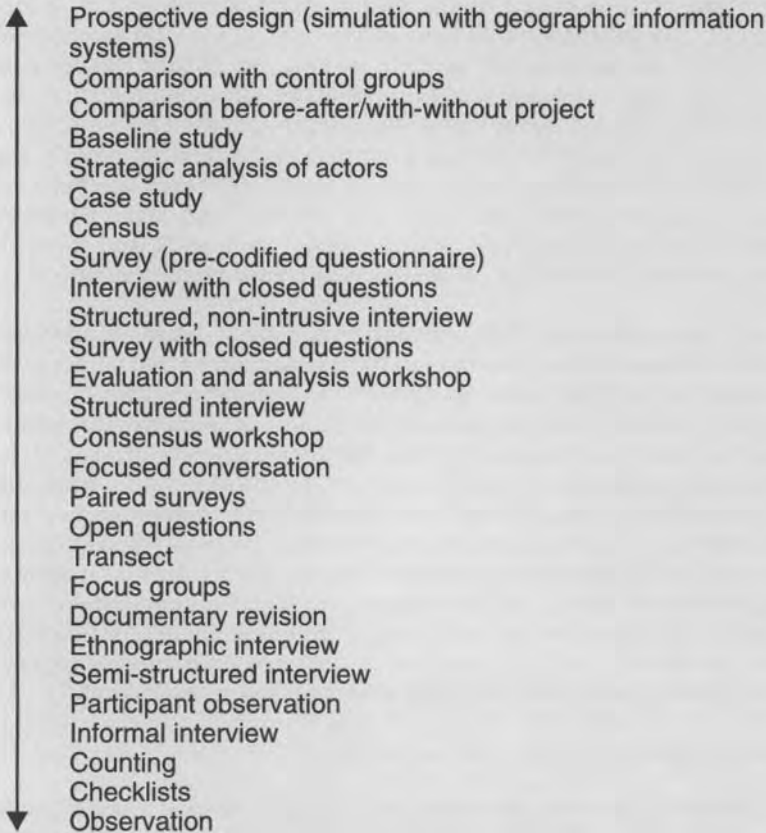 Prospective design (simulation with geographic information
systems)
Comparison with control groups
Comparison before-after/with-without project
Baseline study
Strategic analysis of actors
Case study
Census
Survey (pre-codified questionnaire)
Interview with closed questions
Structured, non-intrusive interview
Survey with closed questions
Evaluation and analysis workshop
Structured interview
Consensus workshop
Focused conversation
Paired surveys
Open questions
Transect
Focus groups
Documentary revision
Ethnographic interview
Semi-structured interview
Participant observation
Informal interview
Counting
Checklists
Observation